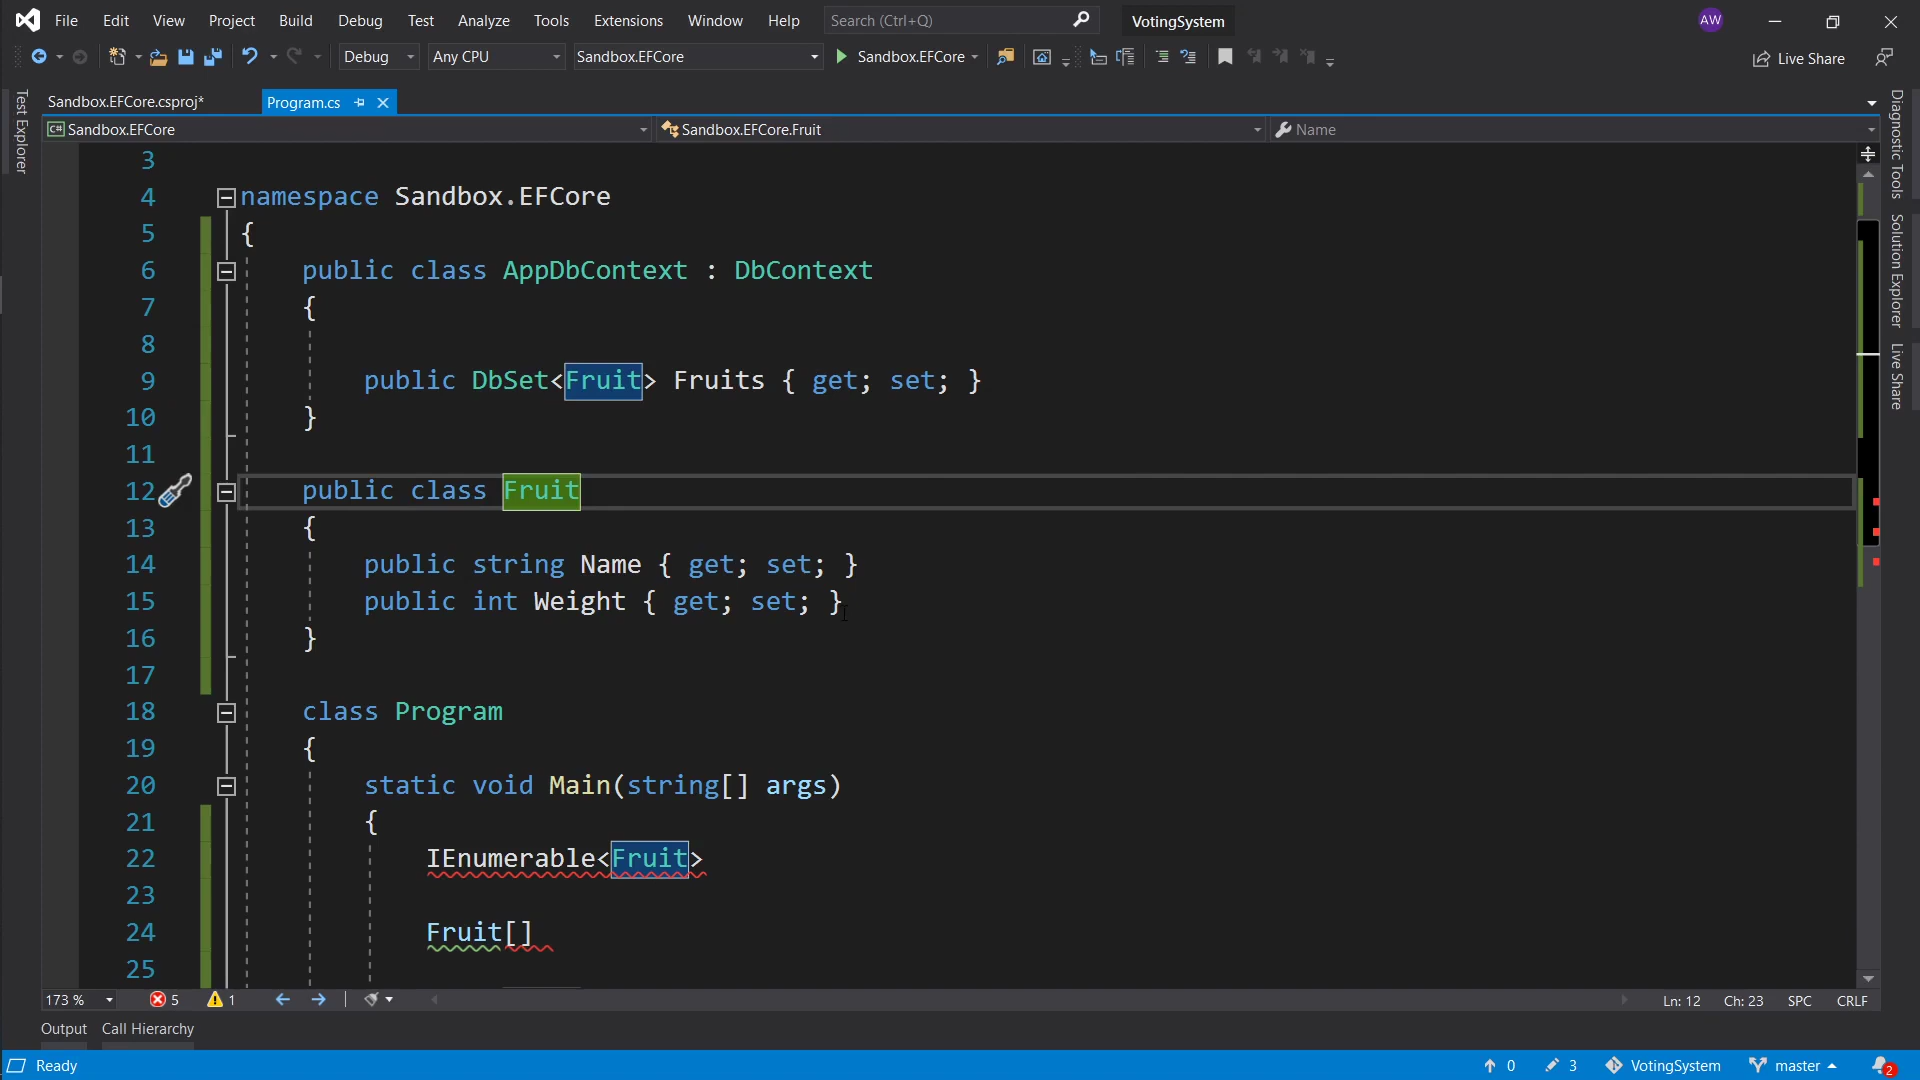 File Edit View Project Build Debug Test Analyze Tools Extensions Window Help Search (Ctrl+Q) VotingSystem AW
Debug Any CPU Sandbox.EFCore Sandbox.EFCore Live Share
Test Explorer
Sandbox.EFCore.csproj* Program.cs
C# Sandbox.EFCore Sandbox.EFCore.Fruit Name
3
4 namespace Sandbox.EFCore
5 {
6 public class AppDbContext : DbContext
7 {
8
9 public DbSet<Fruit> Fruits { get; set; }
10 }
11
12 public class Fruit
13 {
14 public string Name { get; set; }
15 public int Weight { get; set; }
16 }
17
18 class Program
19 {
20 static void Main(string[] args)
21 {
22 IEnumerable<Fruit>
23
24 Fruit[]
25
Diagnostic Tools
Solution Explorer
Live Share
173 % 5 1 Ln: 12 Ch: 23 SPC CRLF
Output Call Hierarchy
Ready 0 3 VotingSystem master 2